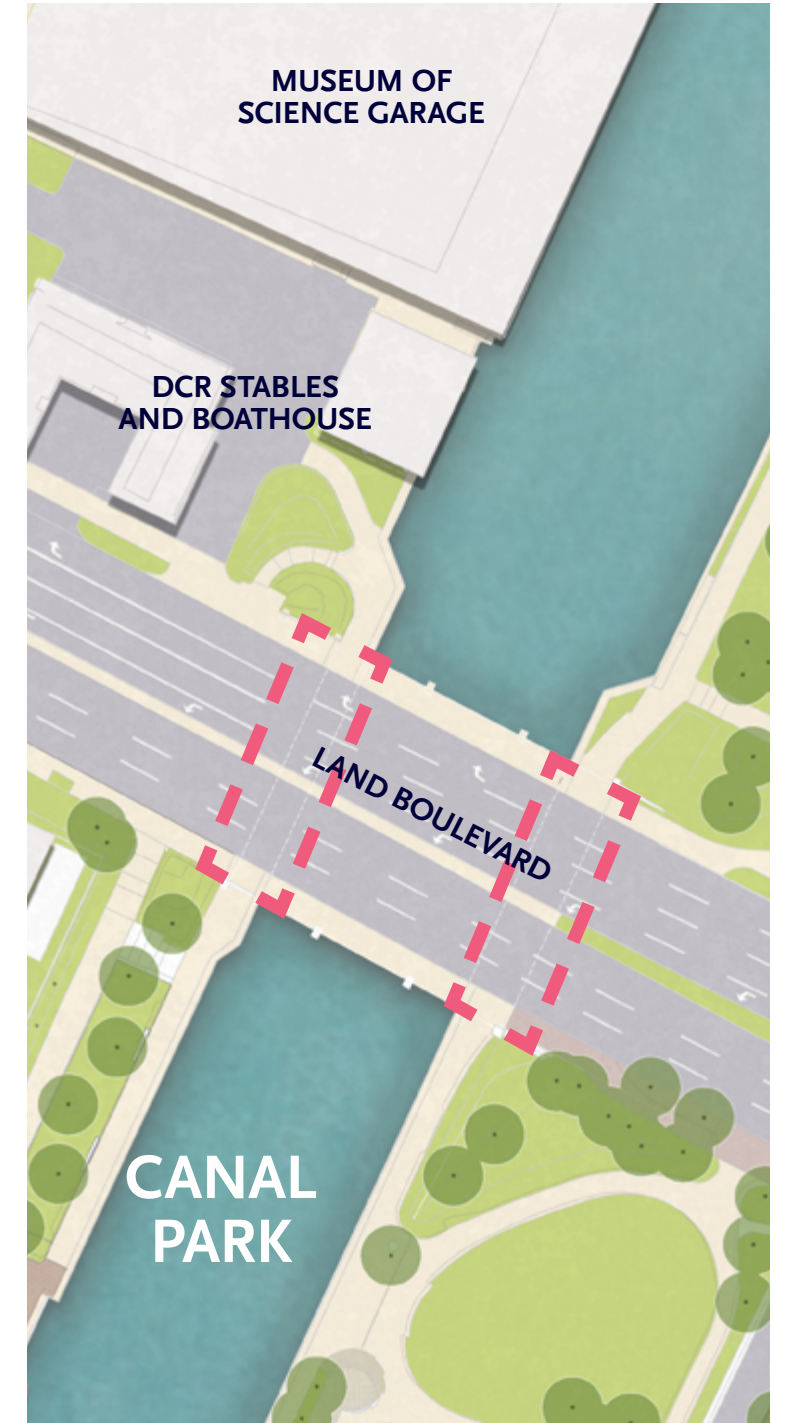 MUSEUM OF
SCIENCE GARAGE
DCR STABLES
AND BOATHOUSE
LAND BOULEVARD
CANAL
PARK